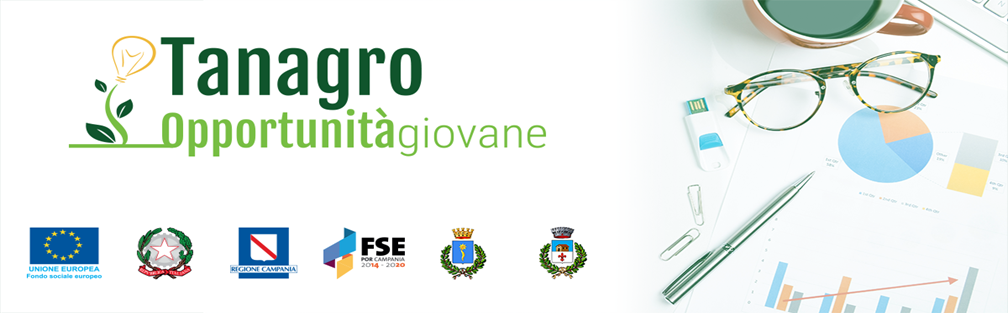 Tanagro
Opportunitàgiovane
UNIONE EUROPEA
Fondo sociale europeo
REGIONE CAMPANIA
FSE
POR CAMPANIA
2014 - 2020